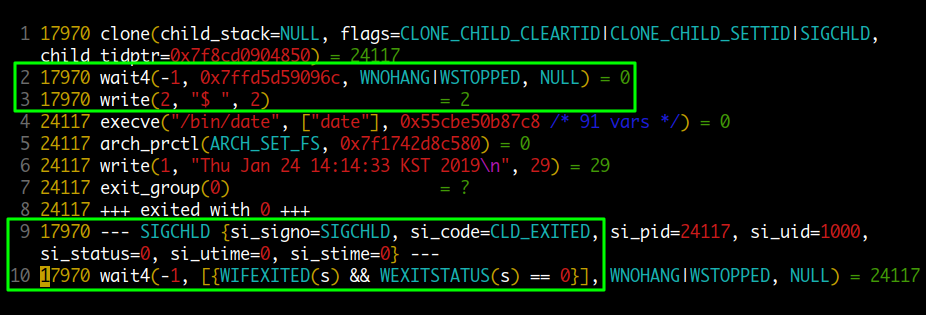 1 17970 clone(child_stack=NULL, flags=CLONE_CHILD_CLEARTID|CLONE_CHILD_SETTID|SIGCHLD,
child_tidptr=0x7f8cd0904850) = 24117
2 17970 wait4(-1, 0x7ffd5d59096c, WNOHANG|WSTOPPED, NULL) = 0
3 17970 write(2, "$ ", 2) = 2
4 24117 execve("/bin/date", ["date"], 0x55cbe50b87c8 /* 91 vars */) = 0
5 24117 arch_prctl(ARCH_SET_FS, 0x7f1742d8c580) = 0
6 24117 write(1, "Thu Jan 24 14:14:33 KST 2019\n", 29) = 29
7 24117 exit_group(0) = ?
8 24117 +++ exited with 0 +++
9 17970 --- SIGCHLD {si_signo=SIGCHLD, si_code=CLD_EXITED, si_pid=24117, si_uid=1000,
si_status=0, si_utime=0, si_stime=0} ---
10 17970 wait4(-1, [{WIFEXITED(s) && WEXITSTATUS(s) == 0}], WNOHANG|WSTOPPED, NULL) = 24117